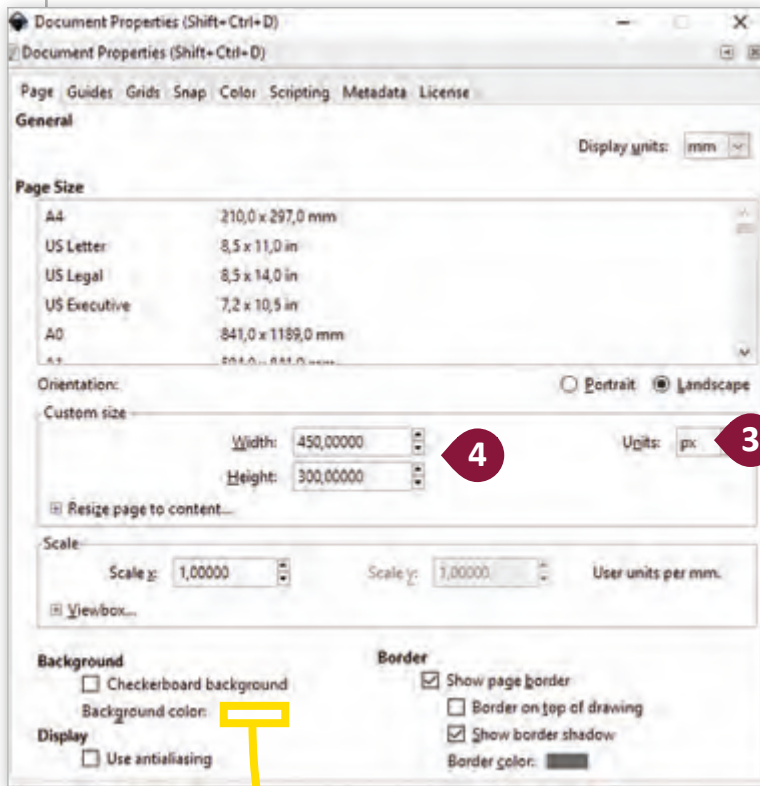 Document Properties (Shift+Ctrl+D)
Document Properties (Shift+Ctrl+D)
Page Guides Grids Snap Color Scripting Metadata License
General
Display units: mm
Page Size
A4 210,0 x 297,0 mm
US Letter 8,5 x 11,0 in
US Legal 8,5 x 14,0 in
US Executive 7,2 x 10,5 in
A0 841,0 x 1189,0 mm
Orientation: Portrait Landscape
Custom size
Width: 450,00000 4 Units: px 3
Height: 300,00000
Resize page to content...
Scale
Scale x: 1,00000 Scale y: 1,00000 User units per mm.
Viewbox...
Background Border
Checkerboard background Show page border
Background color: Border on top of drawing
Display Show border shadow
Use antialiasing Border color: